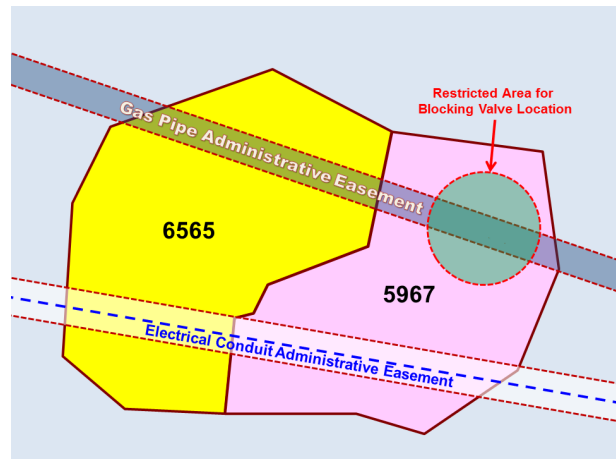 Restricted Area for
Blocking Valve Location
Gas Pipe Administrative Easement
6565
5967
Electrical Conduit Administrative Easement